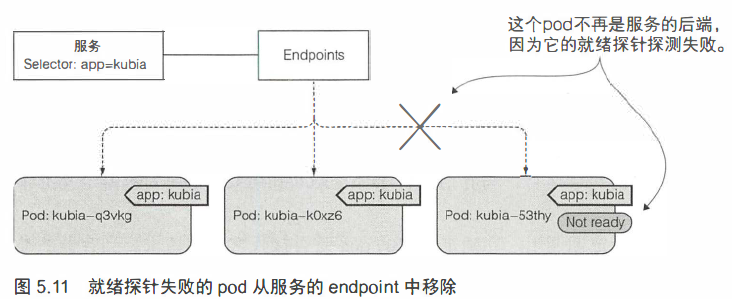 服务
Selector: app=kubia
Endpoints
这个pod不再是服务的后端，
因为它的就绪探针探测失败。
app: kubia
Pod: kubia-q3vkg
app: kubia
Pod: kubia-k0xz6
app: kubia
Pod: kubia-53thy
Not ready
图 5.11 就绪探针失败的 pod 从服务的 endpoint 中移除